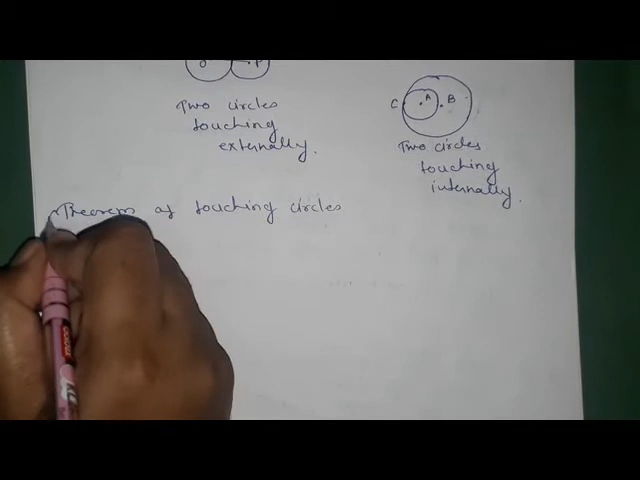 O P
Two circles
touching
externally.
C A B
Two circles
touching
internally.
Theorem of touching circles